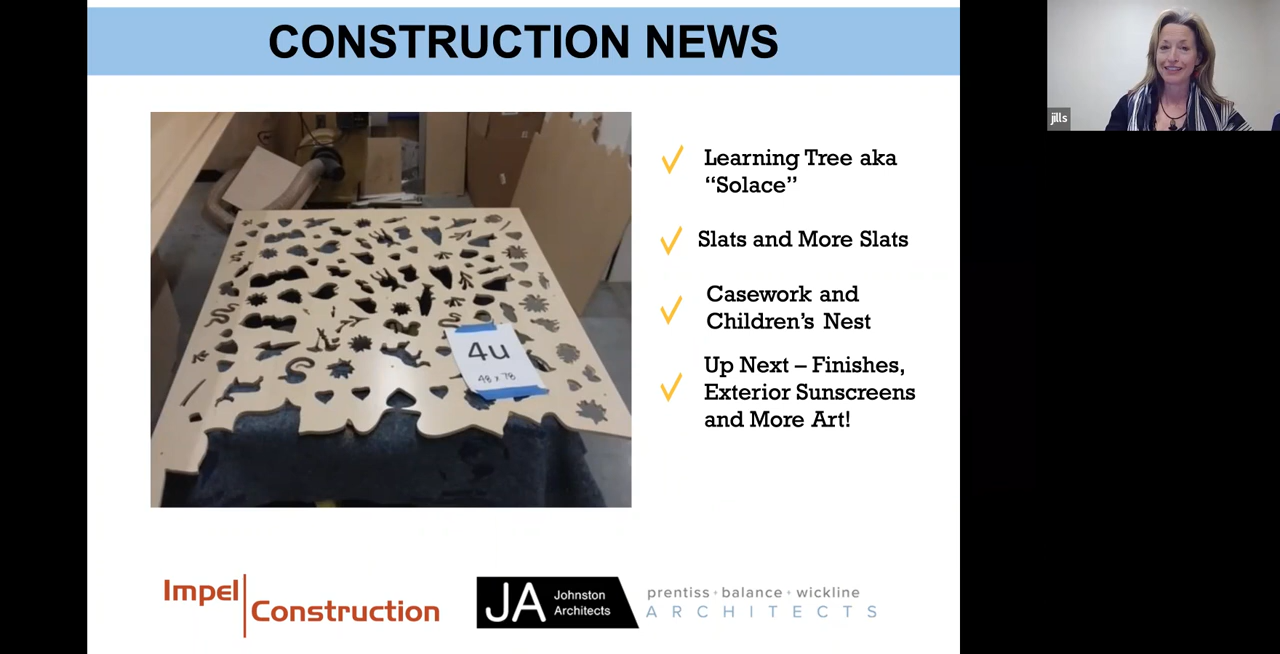 CONSTRUCTION NEWS
jills
4u
48 x 78
Learning Tree aka
“Solace”
Slats and More Slats
Casework and
Children’s Nest
Up Next – Finishes,
Exterior Sunscreens
and More Art!
Impel
Construction
JA
Johnston
Architects
prentiss + balance + wickline
ARCHITECTS